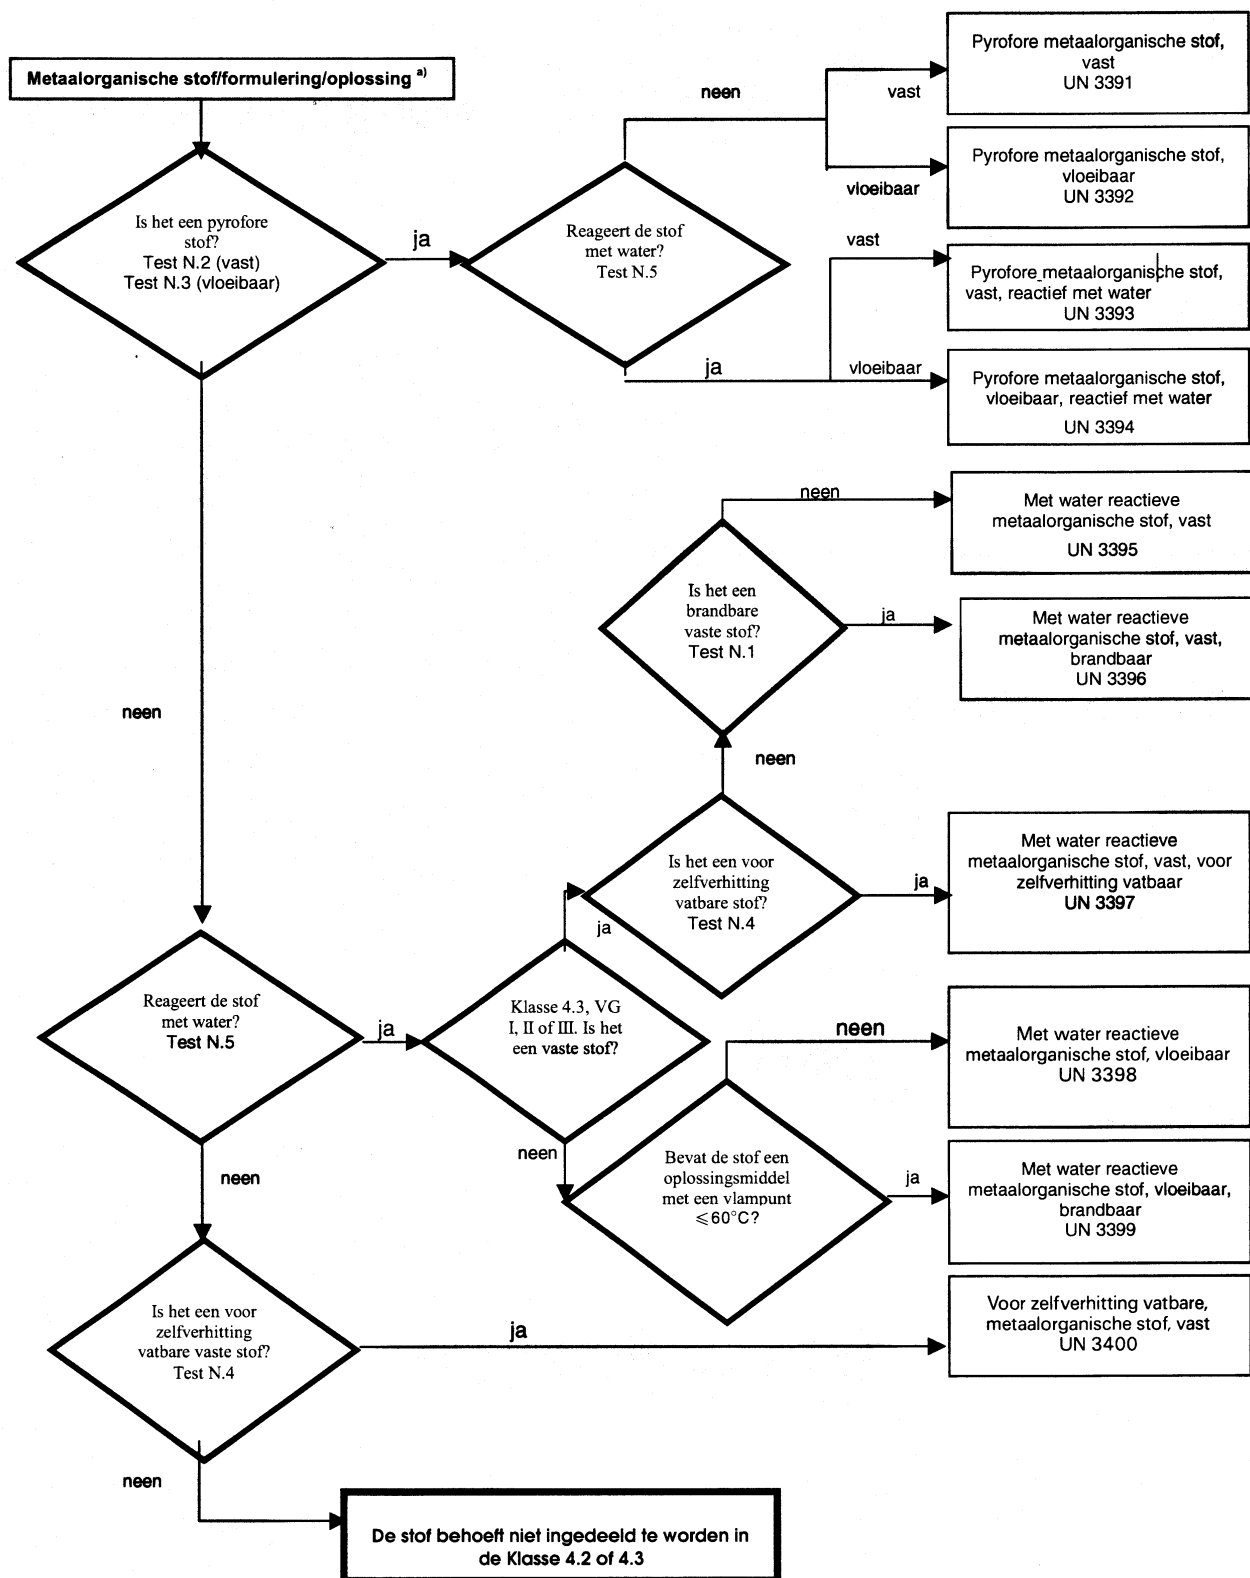 Metaalorganische stof/formulering/oplossing a)
Is het een pyrofore
stof?
Test N.2 (vast)
Test N.3 (vloeibaar)
ja
Reageert de stof
met water?
Test N.5
neen
vast
Pyrofore metaalorganische stof,
vast
UN 3391
vloeibaar
Pyrofore metaalorganische stof,
vloeibaar
UN 3392
ja
vast
Pyrofore metaalorganische stof,
vast, reactief met water
UN 3393
vloeibaar
Pyrofore metaalorganische stof,
vloeibaar, reactief met water
UN 3394
neen
Met water reactieve
metaalorganische stof, vast
UN 3395
Is het een
brandbare
vaste stof?
Test N.1
ja
Met water reactieve
metaalorganische stof, vast,
brandbaar
UN 3396
neen
neen
Is het een voor
zelfverhitting
vatbare stof?
Test N.4
ja
Met water reactieve
metaalorganische stof, vast, voor
zelfverhitting vatbaar
UN 3397
ja
Reageert de stof
met water?
Test N.5
ja
Klasse 4.3, VG
I, II of III. Is het
een vaste stof?
neen
Met water reactieve
metaalorganische stof, vloeibaar
UN 3398
neen
Bevat de stof een
oplossingsmiddel
met een vlampunt
≤60°C?
ja
Met water reactieve
metaalorganische stof, vloeibaar,
brandbaar
UN 3399
neen
Is het een voor
zelfverhitting
vatbare vaste stof?
Test N.4
ja
Voor zelfverhitting vatbare,
metaalorganische stof, vast
UN 3400
neen
De stof behoeft niet ingedeeld te worden in
de Klasse 4.2 of 4.3